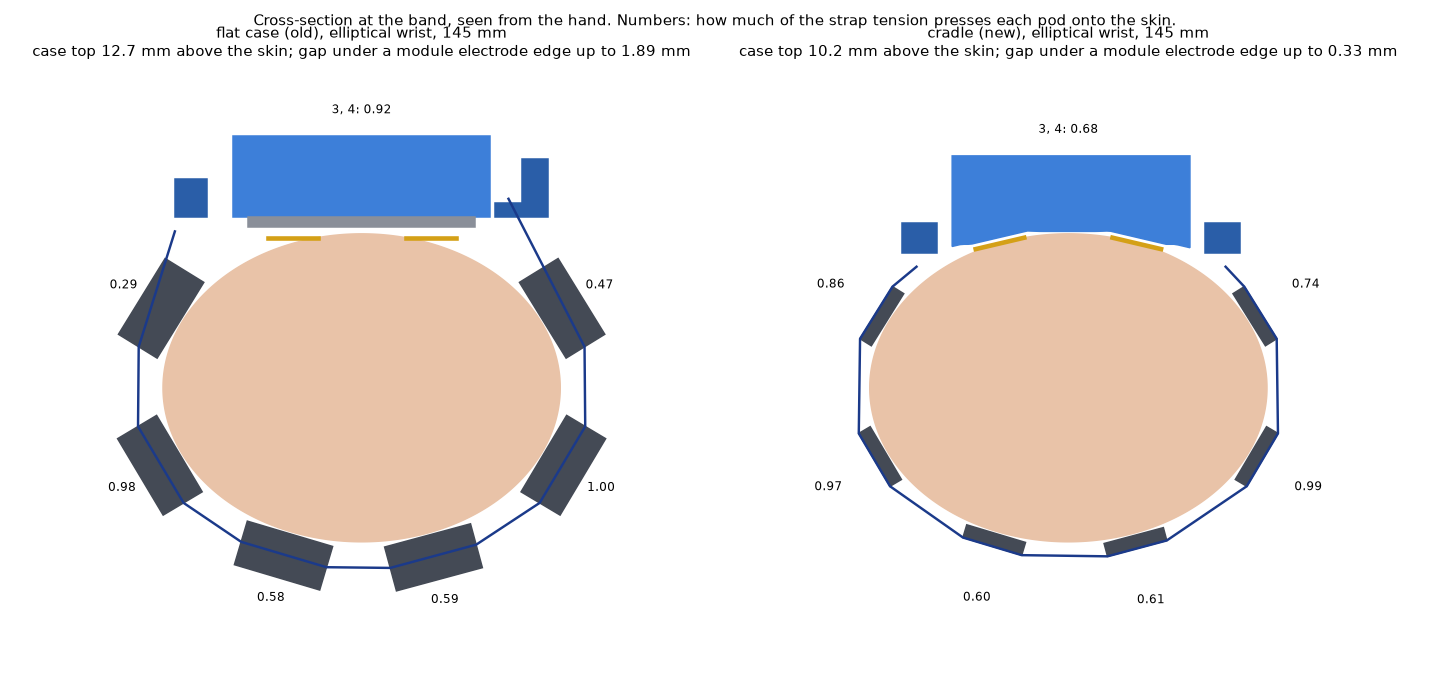 Cross-section at the band, seen from the hand. Numbers: how much of the strap tension presses each pod onto the skin.
flat case (old), elliptical wrist, 145 mm
case top 12.7 mm above the skin; gap under a module electrode edge up to 1.89 mm
3, 4: 0.92
0.29
0.47
0.98
1.00
0.58
0.59
cradle (new), elliptical wrist, 145 mm
case top 10.2 mm above the skin; gap under a module electrode edge up to 0.33 mm
3, 4: 0.68
0.86
0.74
0.97
0.99
0.60
0.61